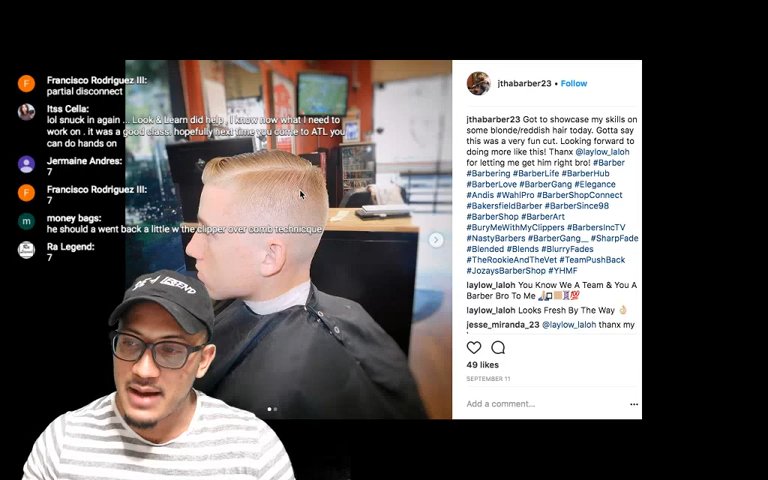 Francisco Rodriguez III:
partial disconnect
Itss Cella:
lol snuck in again ... Look & Learn did help, I know now what I need to
work on . it was a good class! hopefully next time you come to ATL you
can do hands on
Jermaine Andres:
7
Francisco Rodriguez III:
7
money bags:
he should a went back a little w the clipper over comb technicque
Ra Legend:
7
LEGEND
jthabarber23 • Follow
jthabarber23 Got to showcase my skills on
some blonde/reddish hair today. Gotta say
this was a very fun cut. Looking forward to
doing more like this! Thanx @laylow_laloh
for letting me get him right bro! #Barber
#Barbering #BarberLife #BarberHub
#BarberLove #BarberGang #Elegance
#Andis #WahlPro #BarberShopConnect
#BakersfieldBarber #BarberSince98
#BarberShop #BarberArt
#BuryMeWithMyClippers #BarbersIncTV
#NastyBarbers #BarberGang__ #SharpFade
#Blended #Blends #BlurryFades
#TheRookieAndTheVet #TeamPushBack
#JozaysBarberShop #YHMF
laylow_laloh You Know We A Team & You A
Barber Bro To Me
laylow_laloh Looks Fresh By The Way
jesse_miranda_23 @laylow_laloh thanx my
49 likes
SEPTEMBER 11
Add a comment...